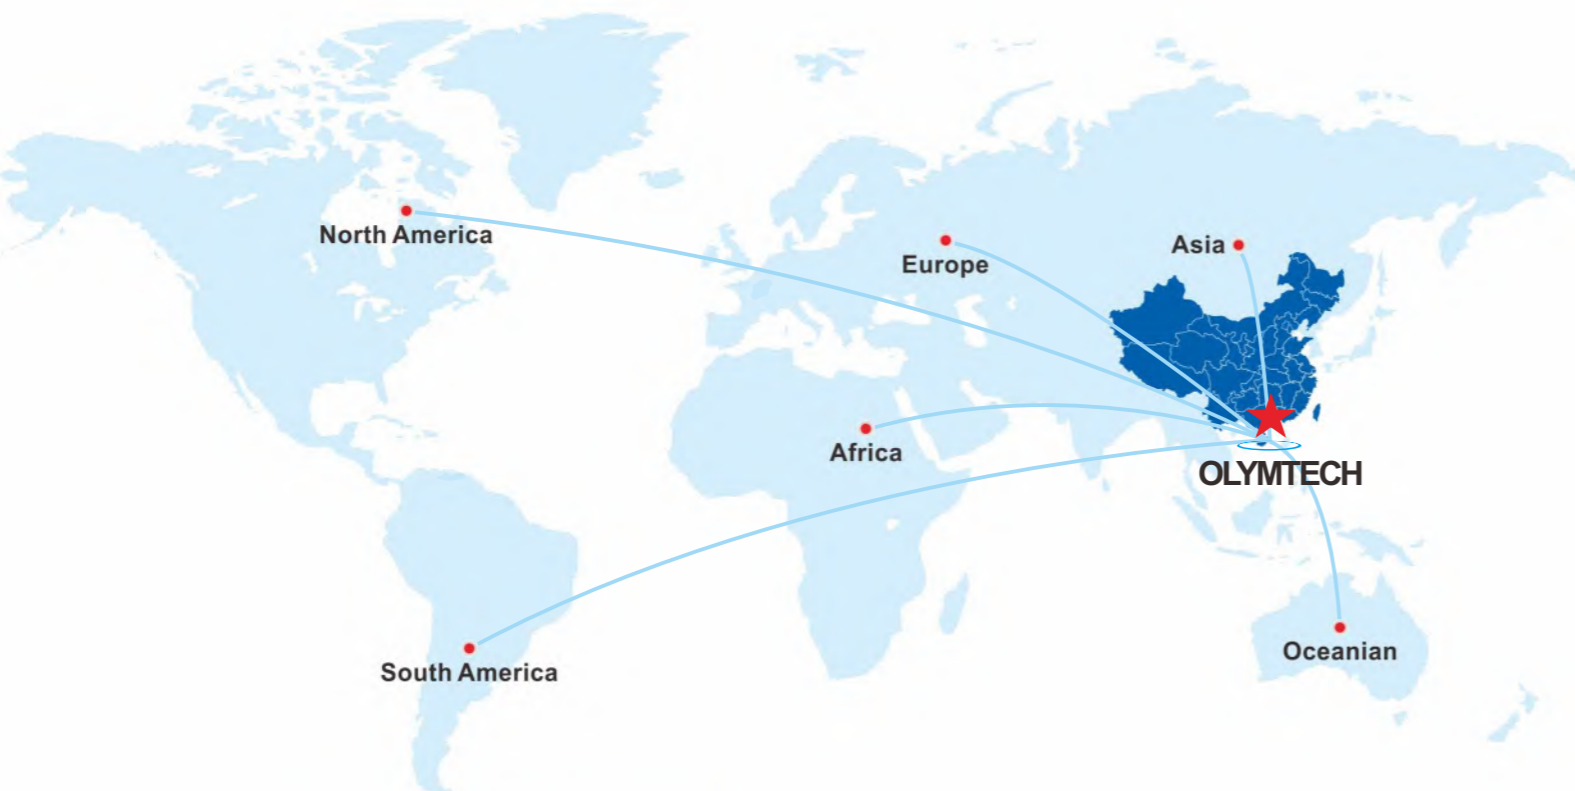 North America
Europe
Asia
Africa
OLYMTECH
South America
Oceanian